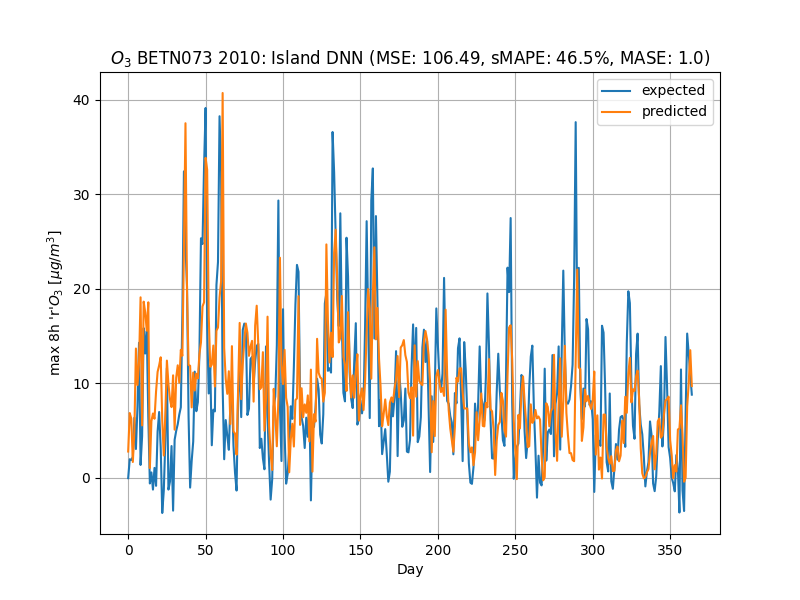 O3 BETN073 2010: Island DNN (MSE: 106.49, sMAPE: 46.5%, MASE: 1.0)
expected
predicted
max 8h 'r'O3 [μg/m³]
40
30
20
10
0
0 50 100 150 200 250 300 350
Day